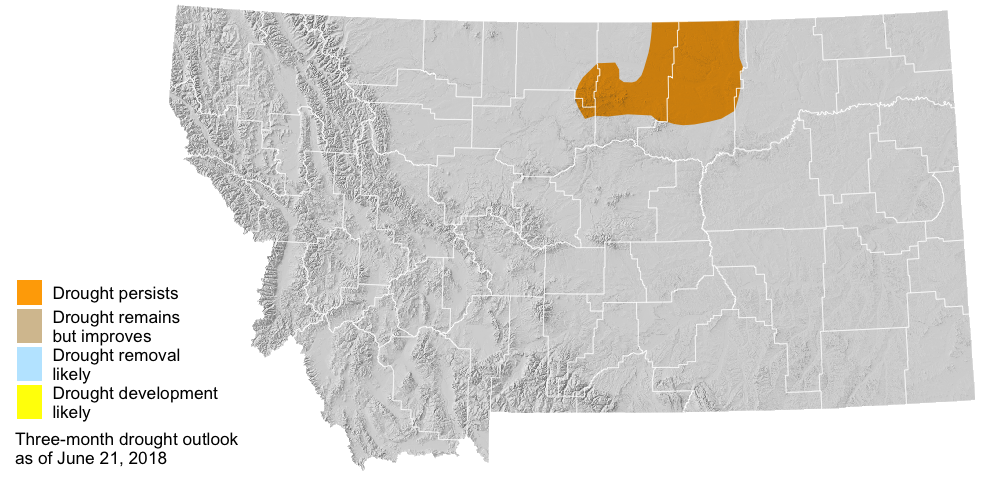 Drought persists
Drought remains
but improves
Drought removal
likely
Drought development
likely
Three-month drought outlook
as of June 21, 2018